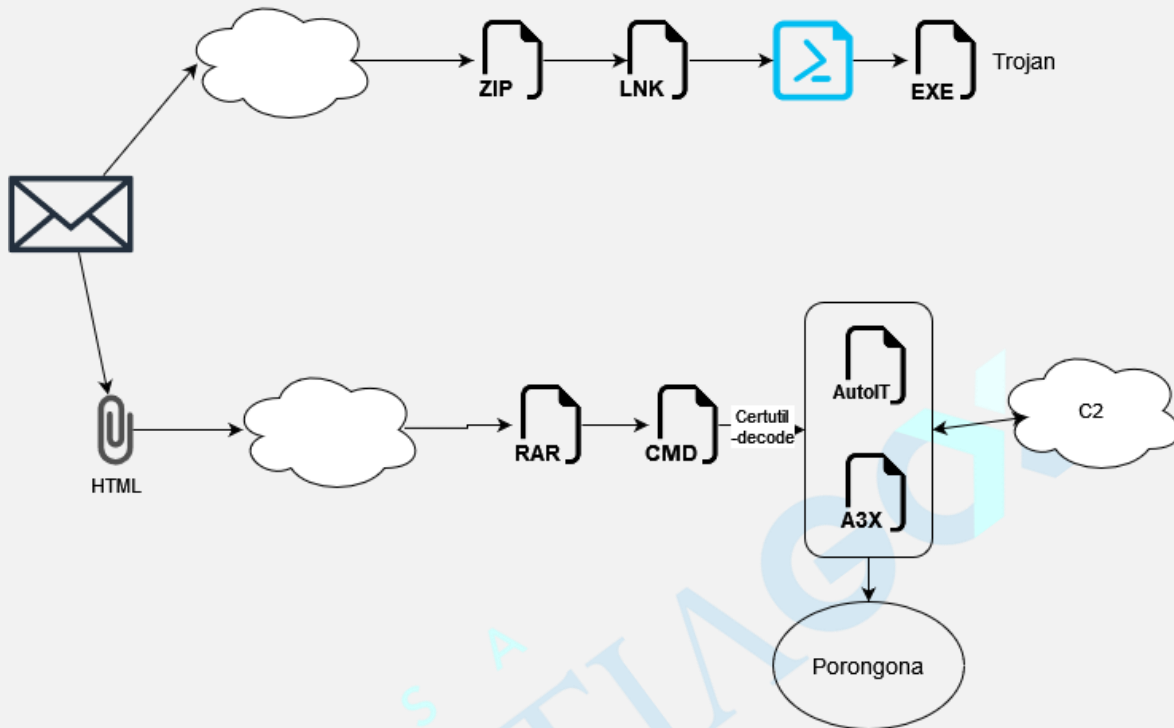 ZIP
LNK
EXE
Trojan
HTML
RAR
CMD
Certutil
-decode
AutoIT
A3X
C2
Porongona